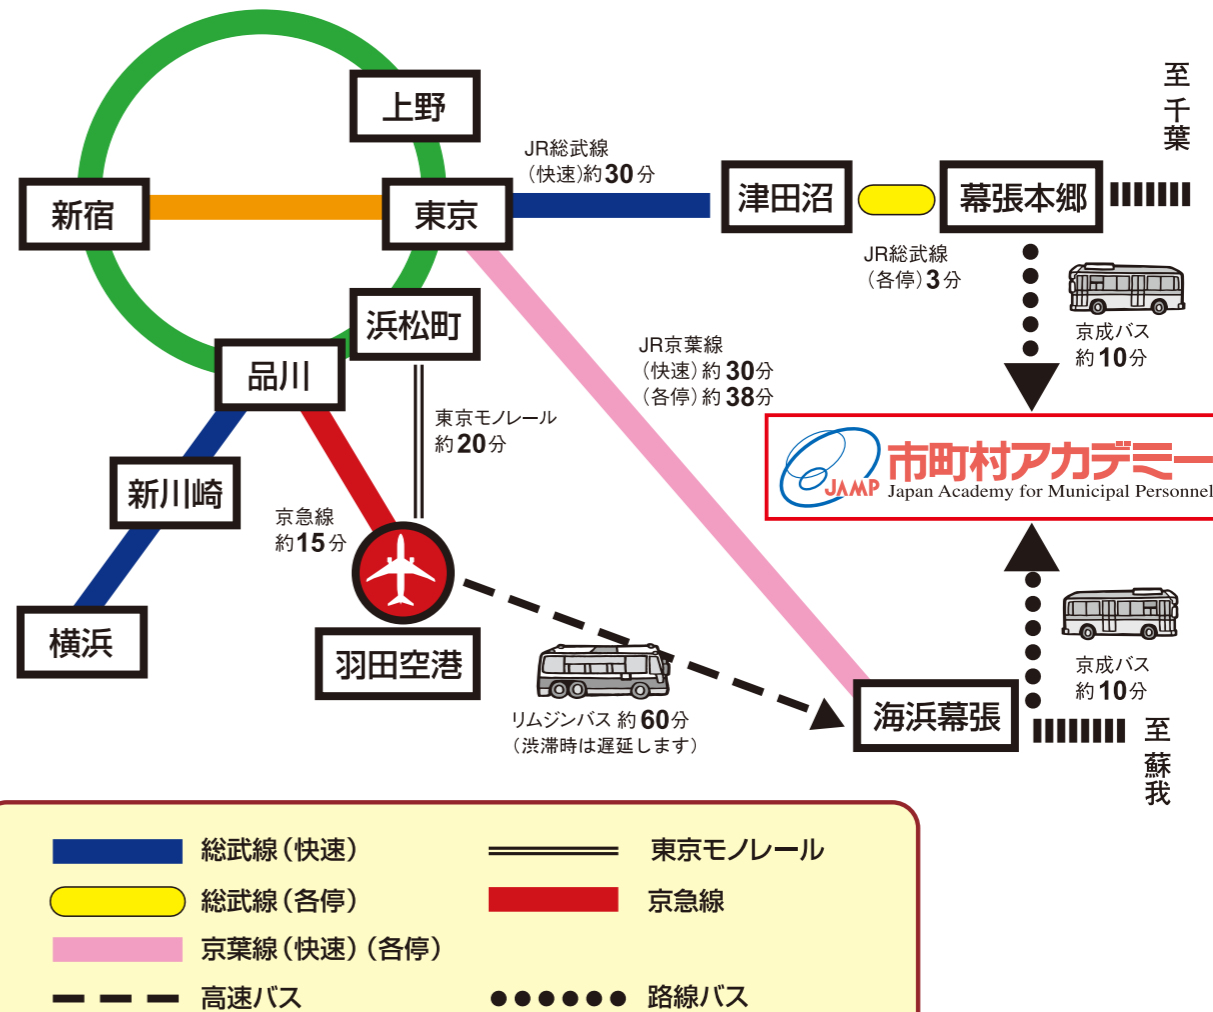 上野
至千葉
JR総武線
（快速）約30分
新宿
東京
津田沼
幕張本郷
JR総武線
（各停）3分
浜松町
京成バス
約10分
品川
JR京葉線
（快速）約30分
（各停）約38分
東京モノレール
約20分
JAMP
市町村アカデミー
Japan Academy for Municipal Personnel
新川崎
京急線
約15分
横浜
羽田空港
京成バス
約10分
リムジンバス 約60分
（渋滞時は遅延します）
海浜幕張
至蘇我
総武線（快速）
東京モノレール
総武線（各停）
京急線
京葉線（快速）（各停）
高速バス
路線バス